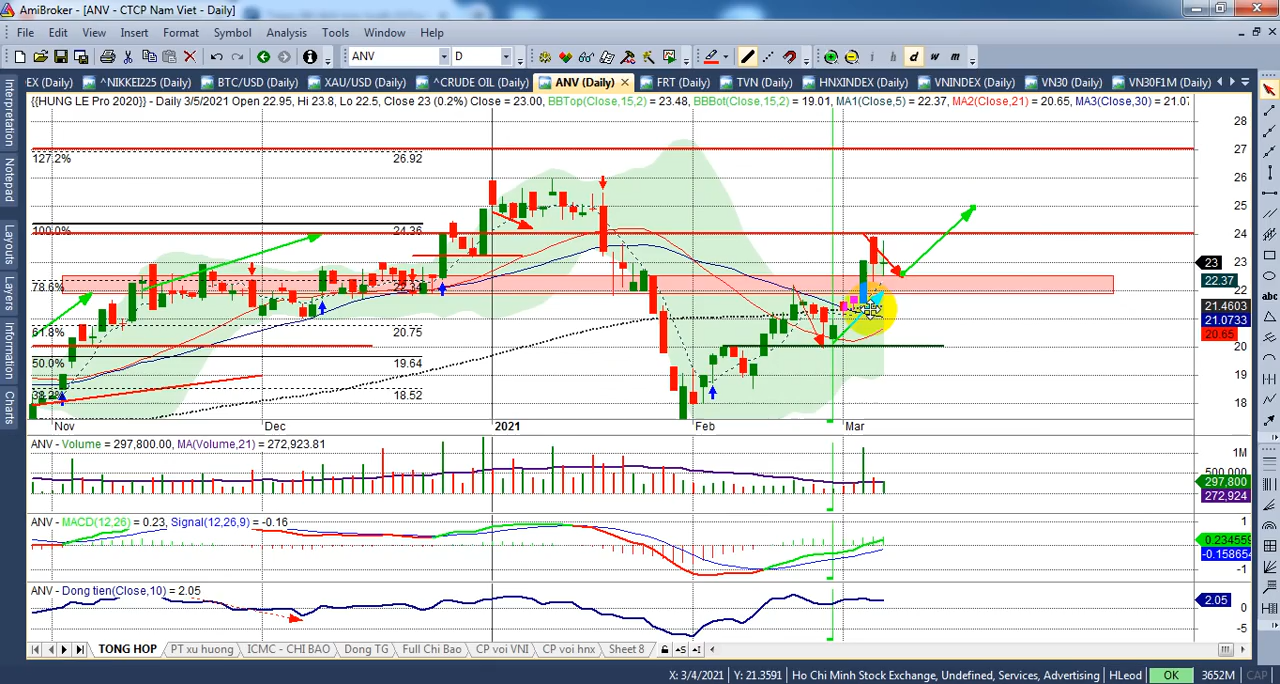 AmiBroker - [ANV - CTCP Nam Viet - Daily]
File Edit View Insert Format Symbol Analysis Tools Window Help
ANV D i h d w m
EX (Daily) ^NIKKEI225 (Daily) BTC/USD (Daily) XAU/USD (Daily) ^CRUDE OIL (Daily) ANV (Daily) FRT (Daily) TVN (Daily) HNXINDEX (Daily) VNINDEX (Daily) VN30 (Daily) VN30F1M (Daily)
{{HUNG LE Pro 2020}} - Daily 3/5/2021 Open 22.95, Hi 23.8, Lo 22.5, Close 23 (0.2%) Close = 23.00, BBTop(Close,15,2) = 23.48, BBBot(Close,15,2) = 19.01, MA1(Close,5) = 22.37, MA2(Close,21) = 20.65, MA3(Close,30) = 21.07
Interpretation
Notepad
Layouts
Layers
Information
Charts
abc
28
27
26
25
24
23
22
21
20
19
18
127.2% 26.92
100.0% 24.36
78.6%
61.8% 20.75
50.0% 19.64
38.2% 18.52
23
22.37
21.4603
21.0733
20.65
Nov Dec 2021 Feb Mar
ANV - Volume = 297,800.00, MA(Volume,21) = 272,923.81
1M
500,000
297,800
272,924
ANV - MACD(12,26) = 0.23, Signal(12,26,9) = -0.16
1
0.234559
-0.158654
-1
ANV - Dong tien(Close,10) = 2.05
2.05
0
-5
TONG HOP PT xu huong ICMC - CHI BAO Dong TG Full Chi Bao CP voi VNI CP voi hnx Sheet 8
X: 3/4/2021 Y: 21.3591 Ho Chi Minh Stock Exchange, Undefined, Services, Advertising HLeod OK 3652M CAP